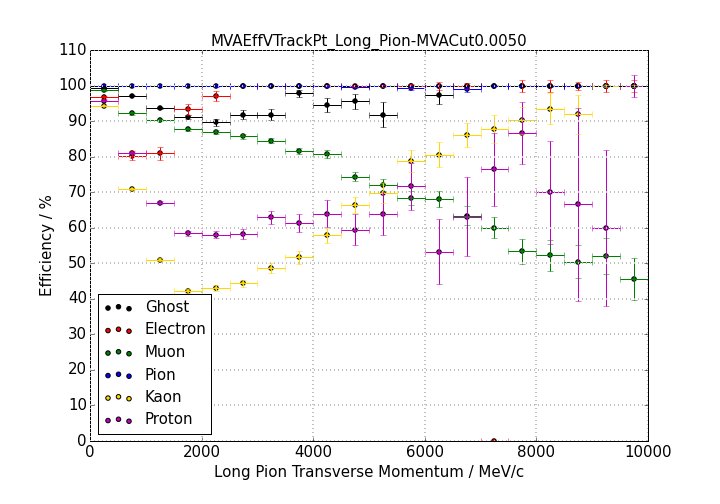 MVAEffVTrackPt_Long_Pion-MVACut0.0050
110
100
90
80
70
60
50
40
30
20
10
0
Efficiency / %
Ghost
Electron
Muon
Pion
Kaon
Proton
0 2000 4000 6000 8000 10000
Long Pion Transverse Momentum / MeV/c